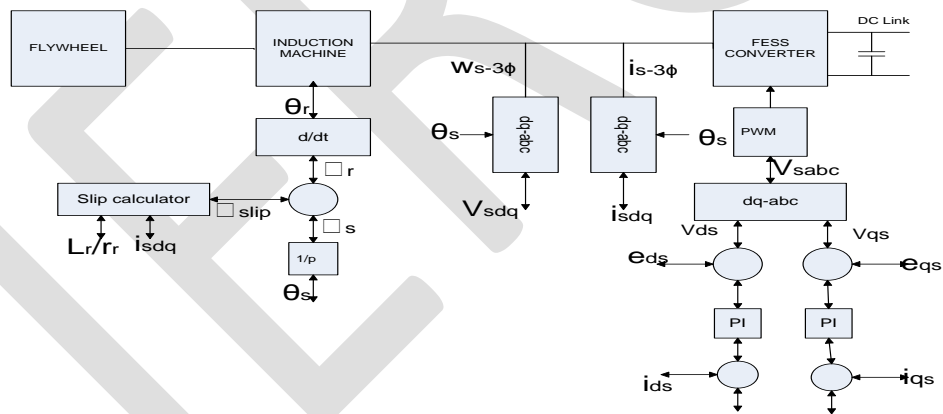 DC Link
FLYWHEEL
INDUCTION
MACHINE
FESS
CONVERTER
ws-3ϕ
is-3ϕ
θr
d/dt
θs
dq-abc
dq-abc
θs
PWM
Vsabc
□ r
Slip calculator
□ slip
Vsdq
isdq
dq-abc
Lr/rr
isdq
□ s
Vds
Vqs
1/p
eds
eqs
θs
PI
PI
ids
iqs